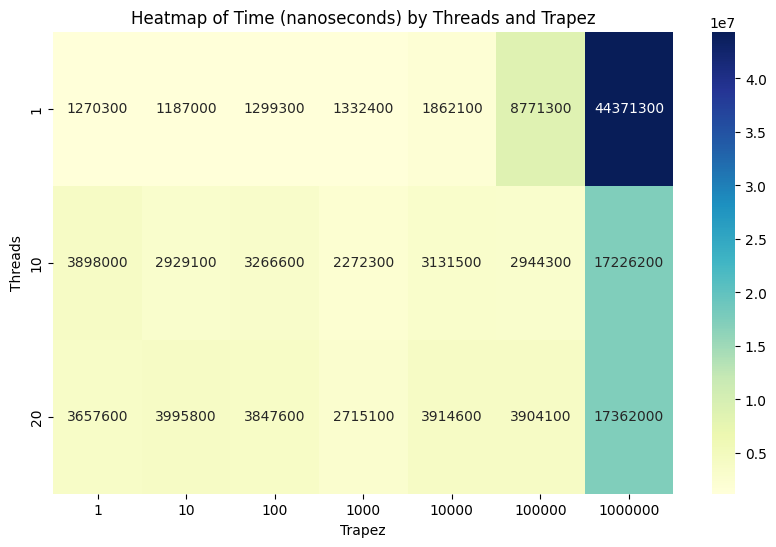 Heatmap of Time (nanoseconds) by Threads and Trapez
1e7
1 1270300 1187000 1299300 1332400 1862100 8771300 44371300
10 3898000 2929100 3266600 2272300 3131500 2944300 17226200
20 3657600 3995800 3847600 2715100 3914600 3904100 17362000
Threads
1 10 100 1000 10000 100000 1000000
Trapez
4.0
3.5
3.0
2.5
2.0
1.5
1.0
0.5